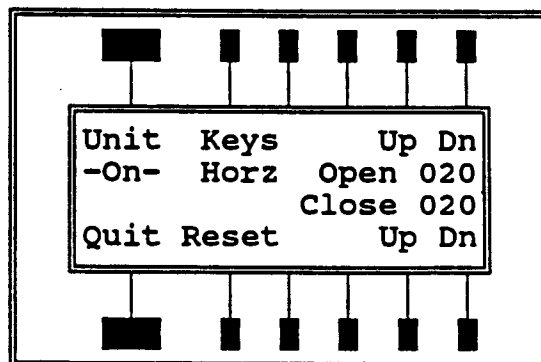 Unit Keys Up Dn
-On- Horz Open 020
Close 020
Quit Reset Up Dn